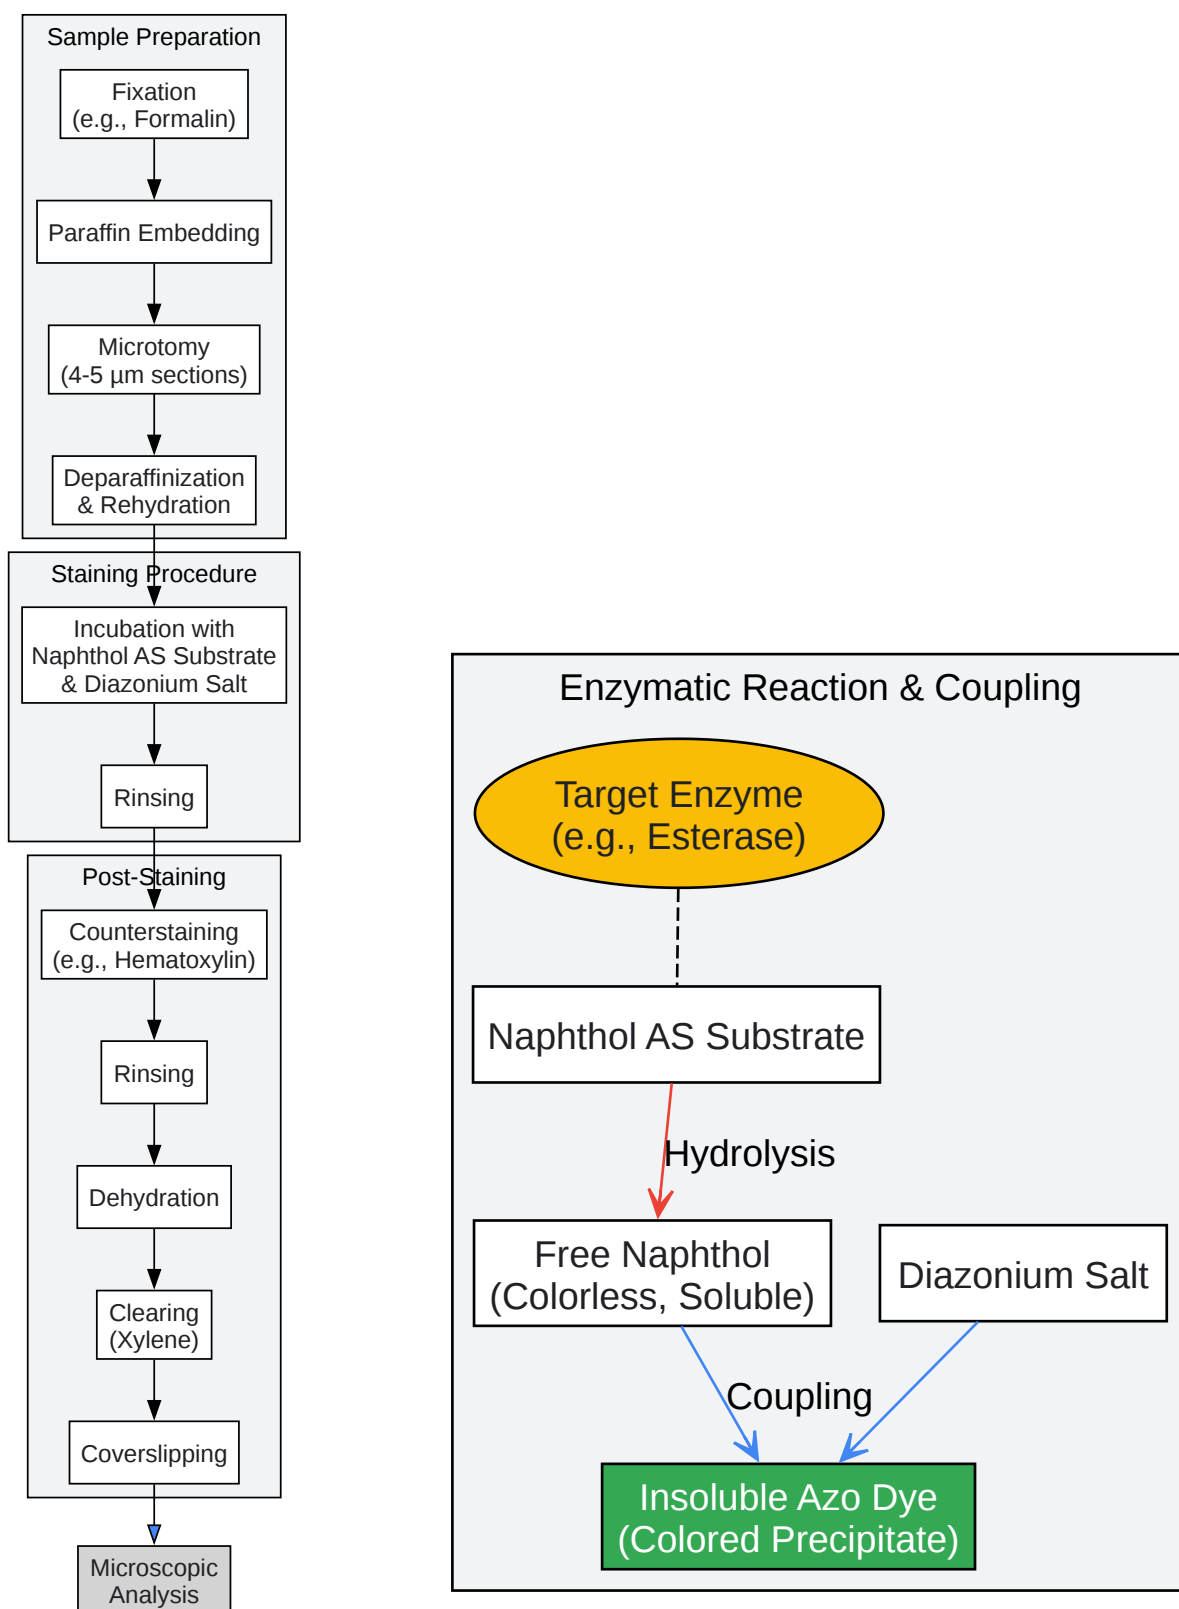 Sample Preparation
Fixation
(e.g., Formalin)
Paraffin Embedding
Microtomy
(4-5 µm sections)
Deparaffinization
& Rehydration
Staining Procedure
Incubation with
Naphthol AS Substrate
& Diazonium Salt
Rinsing
Post-Staining
Counterstaining
(e.g., Hematoxylin)
Rinsing
Dehydration
Clearing
(Xylene)
Coverslipping
Microscopic
Analysis
Enzymatic Reaction & Coupling
Target Enzyme
(e.g., Esterase)
Naphthol AS Substrate
Hydrolysis
Free Naphthol
(Colorless, Soluble)
Diazonium Salt
Coupling
Insoluble Azo Dye
(Colored Precipitate)